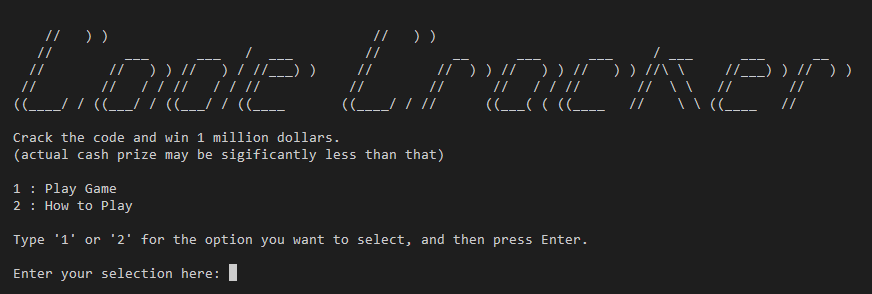 Code Cracker
Crack the code and win 1 million dollars.
(actual cash prize may be sigificantly less than that)
1 : Play Game
2 : How to Play
Type '1' or '2' for the option you want to select, and then press Enter.
Enter your selection here: